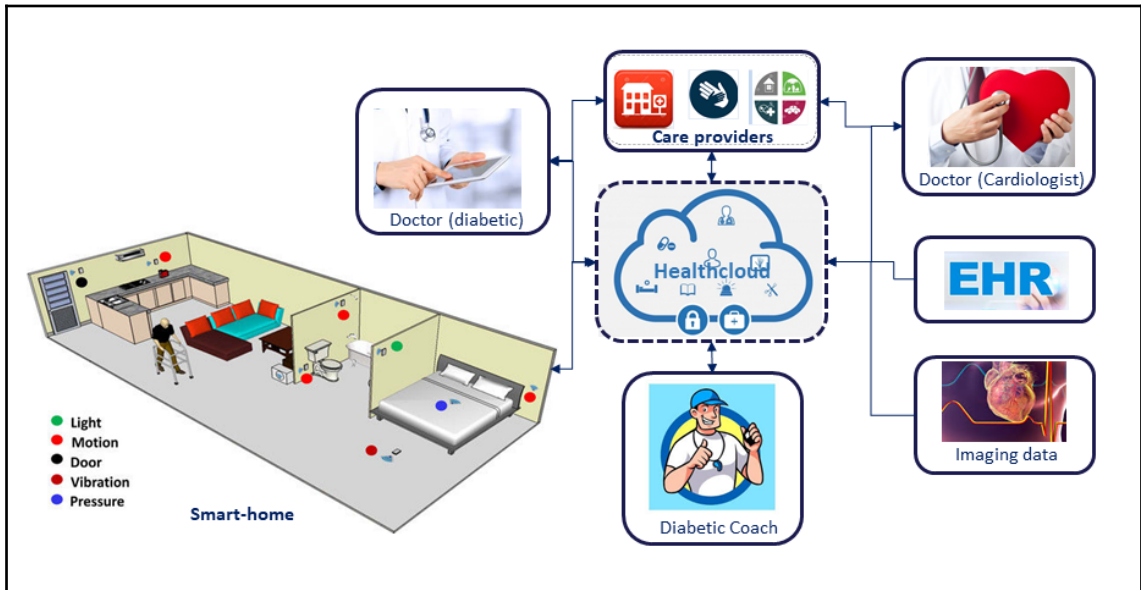 Care providers
Doctor (diabetic)
Doctor (Cardiologist)
Healthcloud
EHR
Light
Motion
Door
Vibration
Pressure
Smart-home
Diabetic Coach
Imaging data